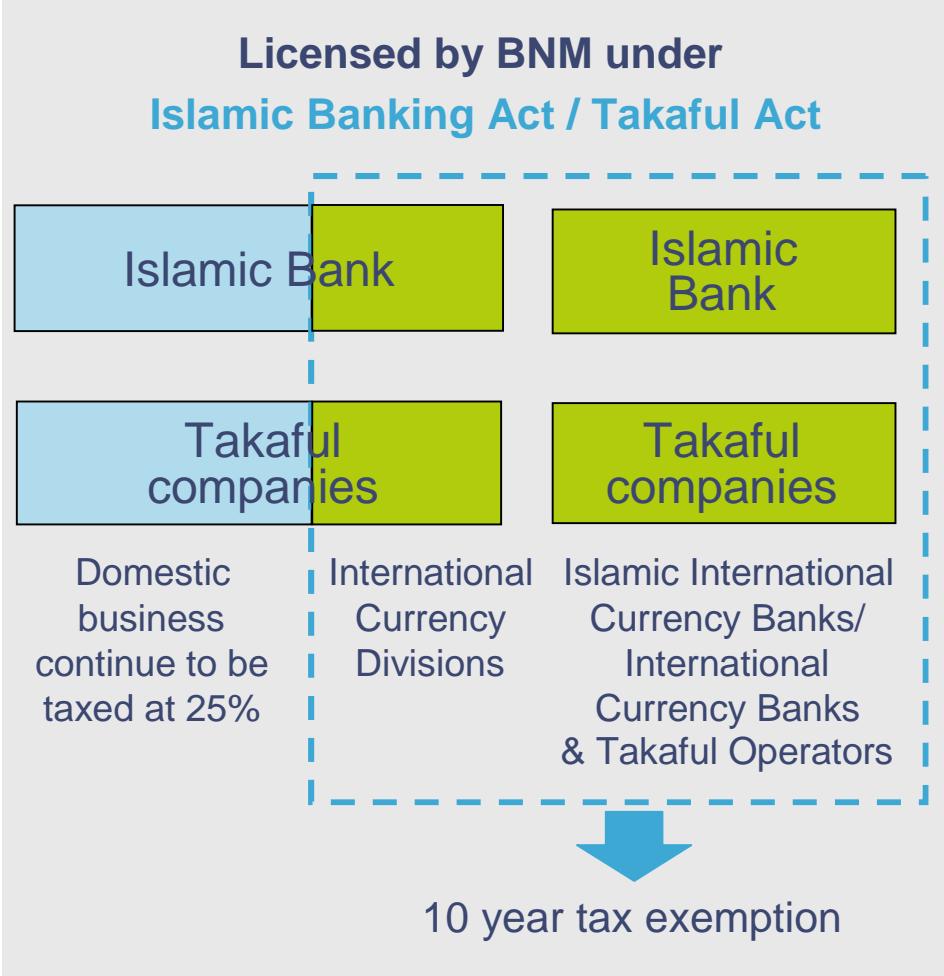 Licensed by BNM under
Islamic Banking Act / Takaful Act
Islamic Bank
Islamic
Bank
Takaful
companies
Takaful
companies
Domestic
business
continue to be
taxed at 25%
International
Currency
Divisions
Islamic International
Currency Banks/
International
Currency Banks
& Takaful Operators
10 year tax exemption